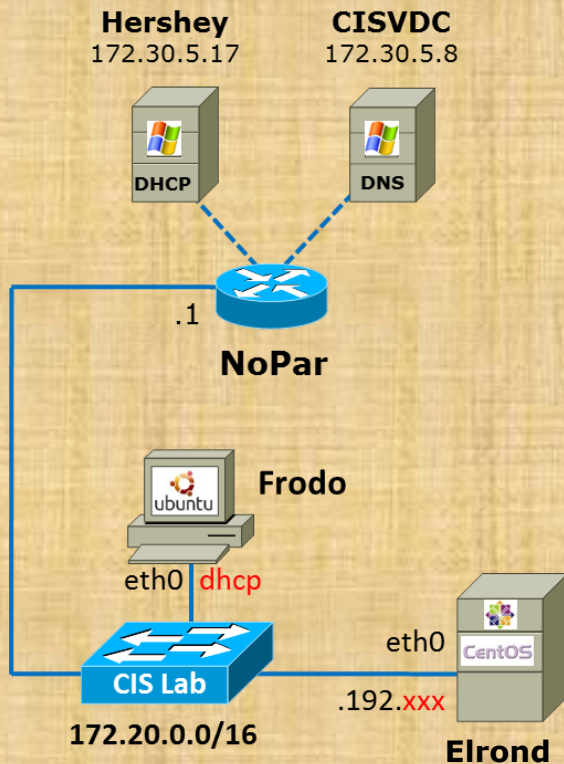 Hershey
172.30.5.17
CISVDC
172.30.5.8
DHCP
DNS
.1
NoPar
ubuntu
Frodo
eth0 dhcp
CIS Lab
172.20.0.0/16
eth0
CentOS
.192.xxx
Elrond